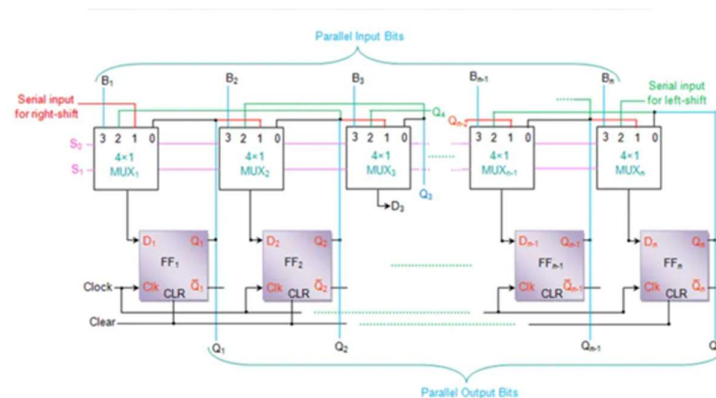 Parallel Input Bits
B₁ B₂ B₃ Bₙ₋₁ Bₙ
Serial input for right-shift
Serial input for left-shift
Q₄ Qₙ₋₂
3 2 1 0 3 2 1 0 3 2 1 0 3 2 1 0 3 2 1 0
S₀
S₁
4×1 MUX₁ 4×1 MUX₂ 4×1 MUX₃ 4×1 MUXₙ₋₁ 4×1 MUXₙ
Q₃
D₃
D₁ Q₁ D₂ Q₂ Dₙ₋₁ Qₙ₋₁ Dₙ Qₙ
FF₁ FF₂ FFₙ₋₁ FFₙ
Clock Clk Q̅₁ Clk Q̅₂ Clk Q̅ₙ₋₁ Clk Q̅ₙ
CLR CLR CLR CLR
Clear
Q₁ Q₂ Qₙ₋₁ Q
Parallel Output Bits